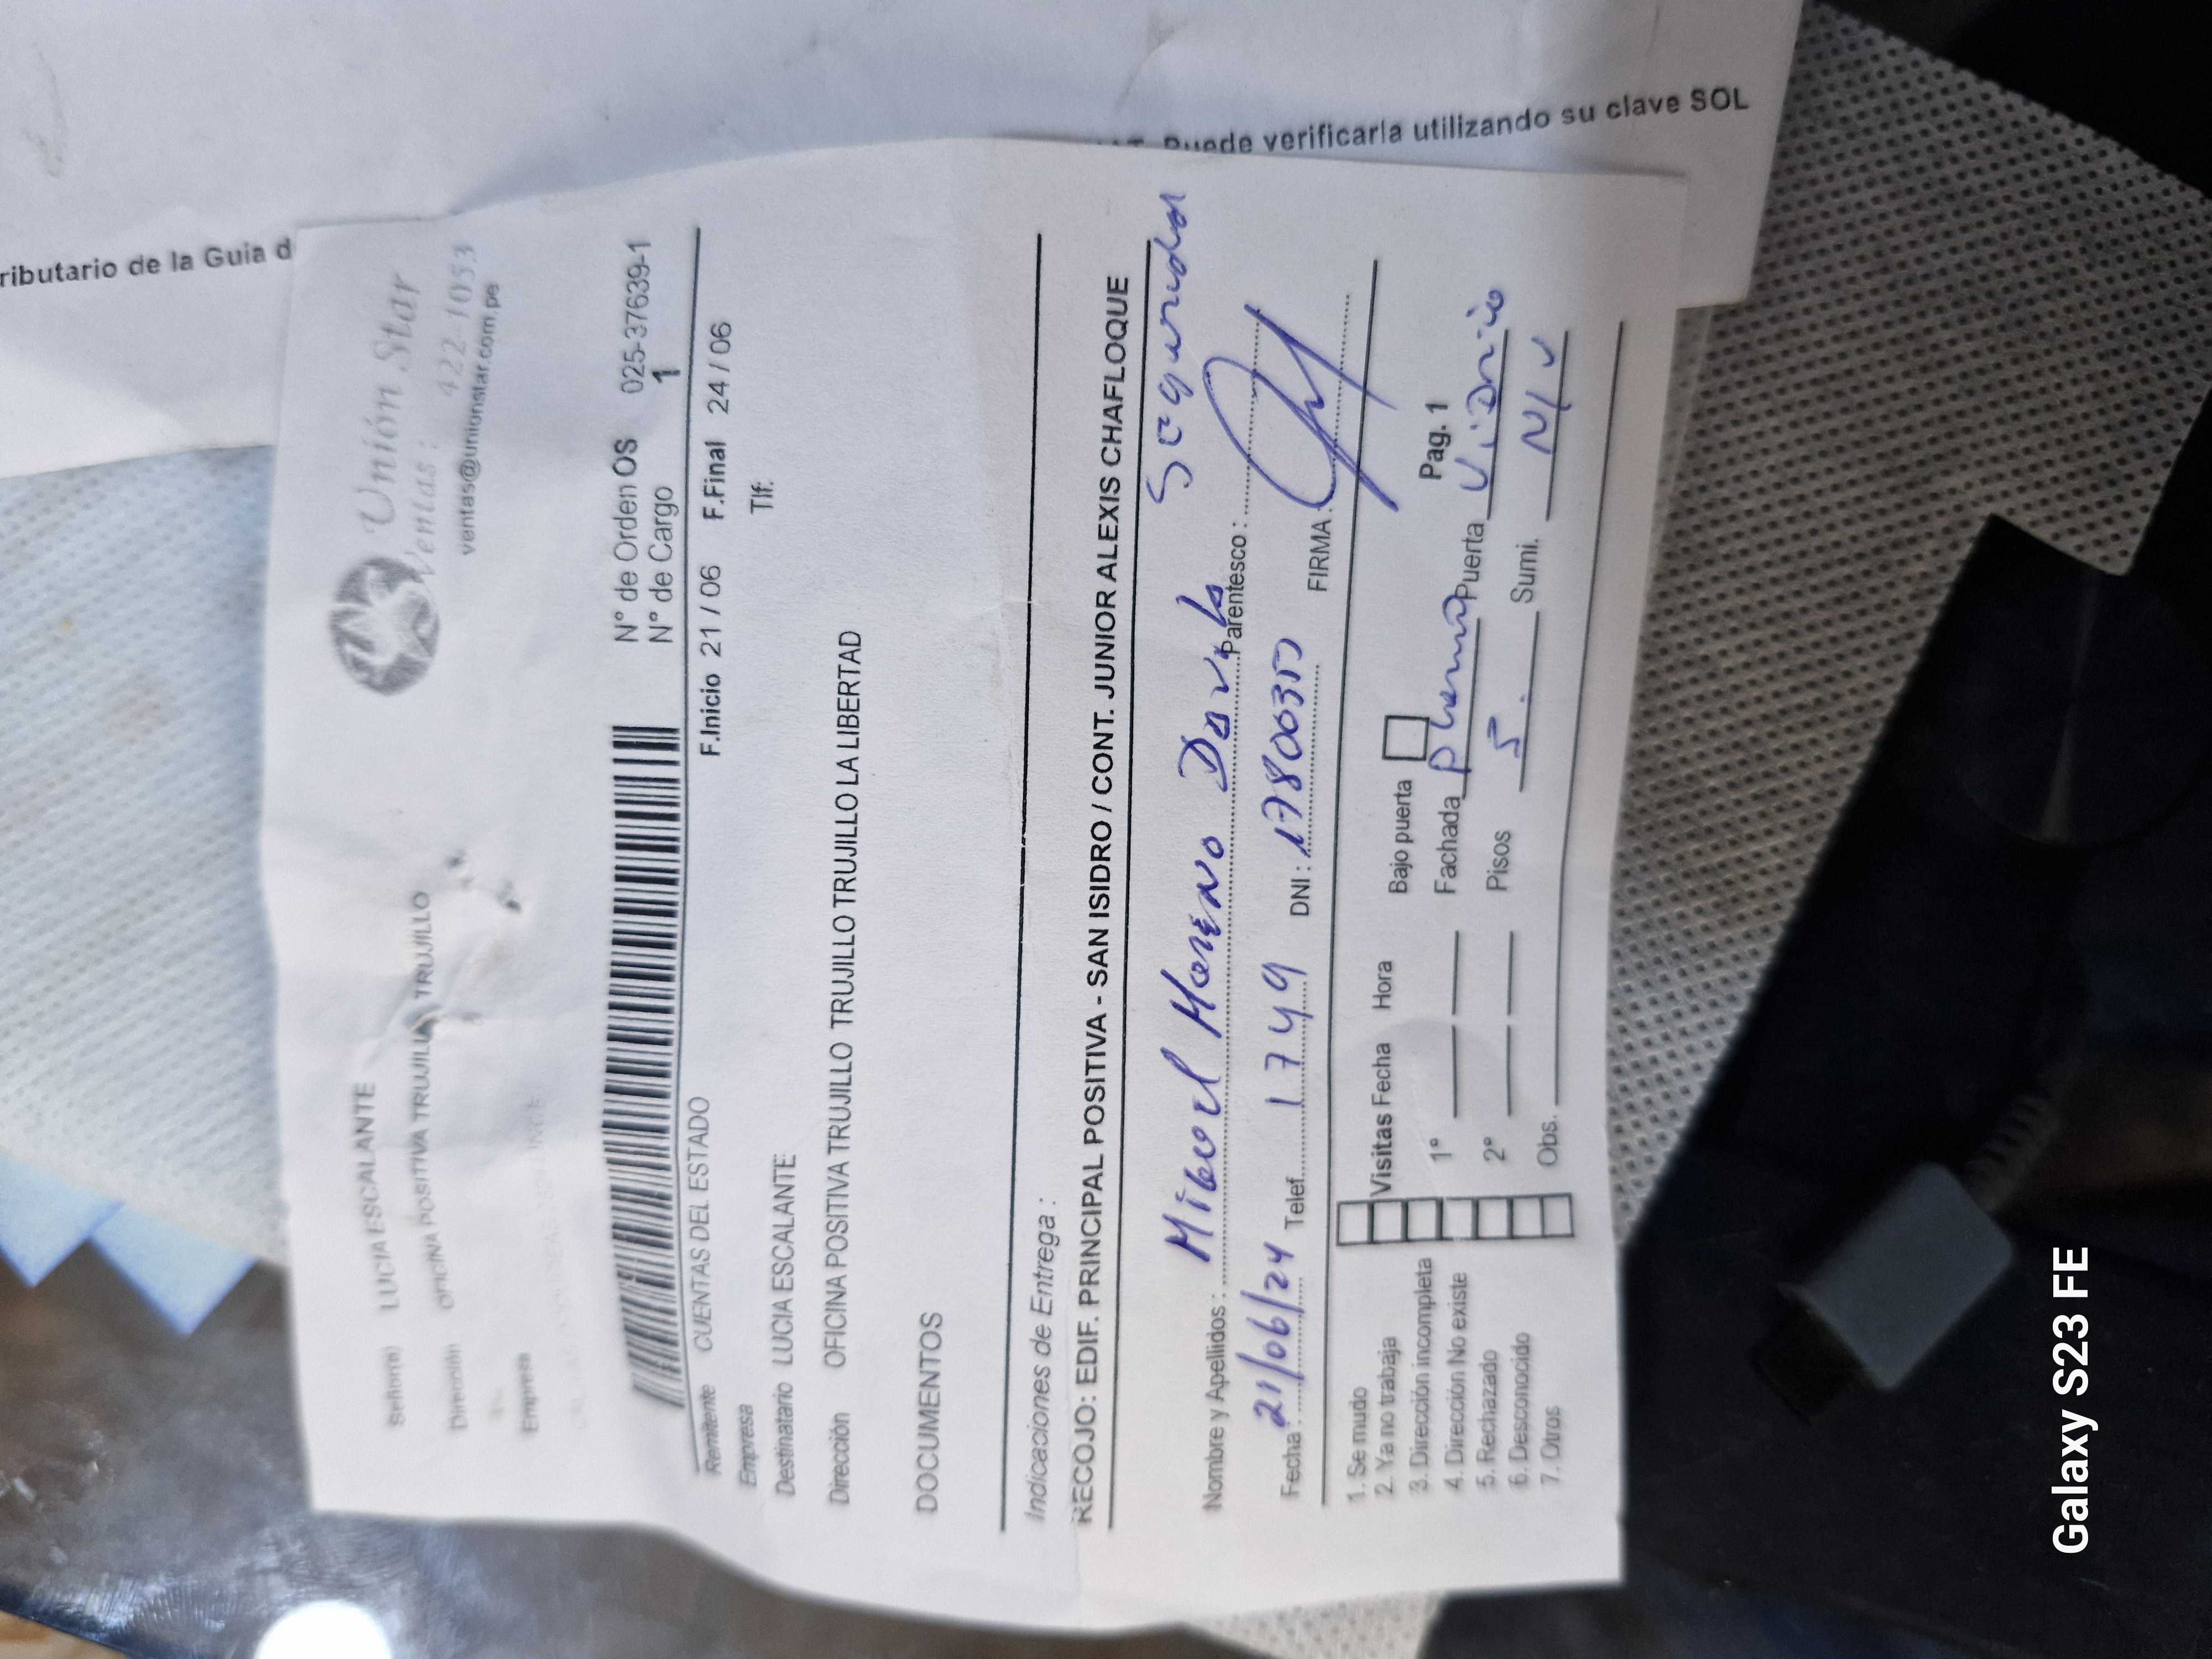 ributario de la Guia d
Puede verificarla utilizando su clave SOL
Unión Star
Ventas : 422-1053
ventas@unionstar.com.pe
Señor(a) LUCIA ESCALANTE
Dirección OFICINA POSITIVA TRUJILLO TRUJILLO
Empresa
N° de Orden OS 025-37639-1
N° de Cargo 1
Remitente CUENTAS DEL ESTADO F.Inicio 21 / 06 F.Final 24 / 06
Empresa Tlf:
Destinatario LUCIA ESCALANTE
Dirección OFICINA POSITIVA TRUJILLO TRUJILLO TRUJILLO LA LIBERTAD
DOCUMENTOS
Indicaciones de Entrega :
RECOJO: EDIF. PRINCIPAL POSITIVA - SAN ISIDRO / CONT. JUNIOR ALEXIS CHAFLOQUE
Nombre y Apellidos : Miguel Moreno Parentesco :
Fecha : 21/06/24 Telef. 1749 DNI : FIRMA :
1. Se mudo
2. Ya no trabaja
3. Dirección incompleta
4. Dirección No existe
5. Rechazado
6. Desconocido
7. Otros
Visitas Fecha Hora Bajo puerta Pag. 1
1° Fachada Puerta Vidrio
2° Pisos 5 Sumi. N/V
Obs.
Galaxy S23 FE